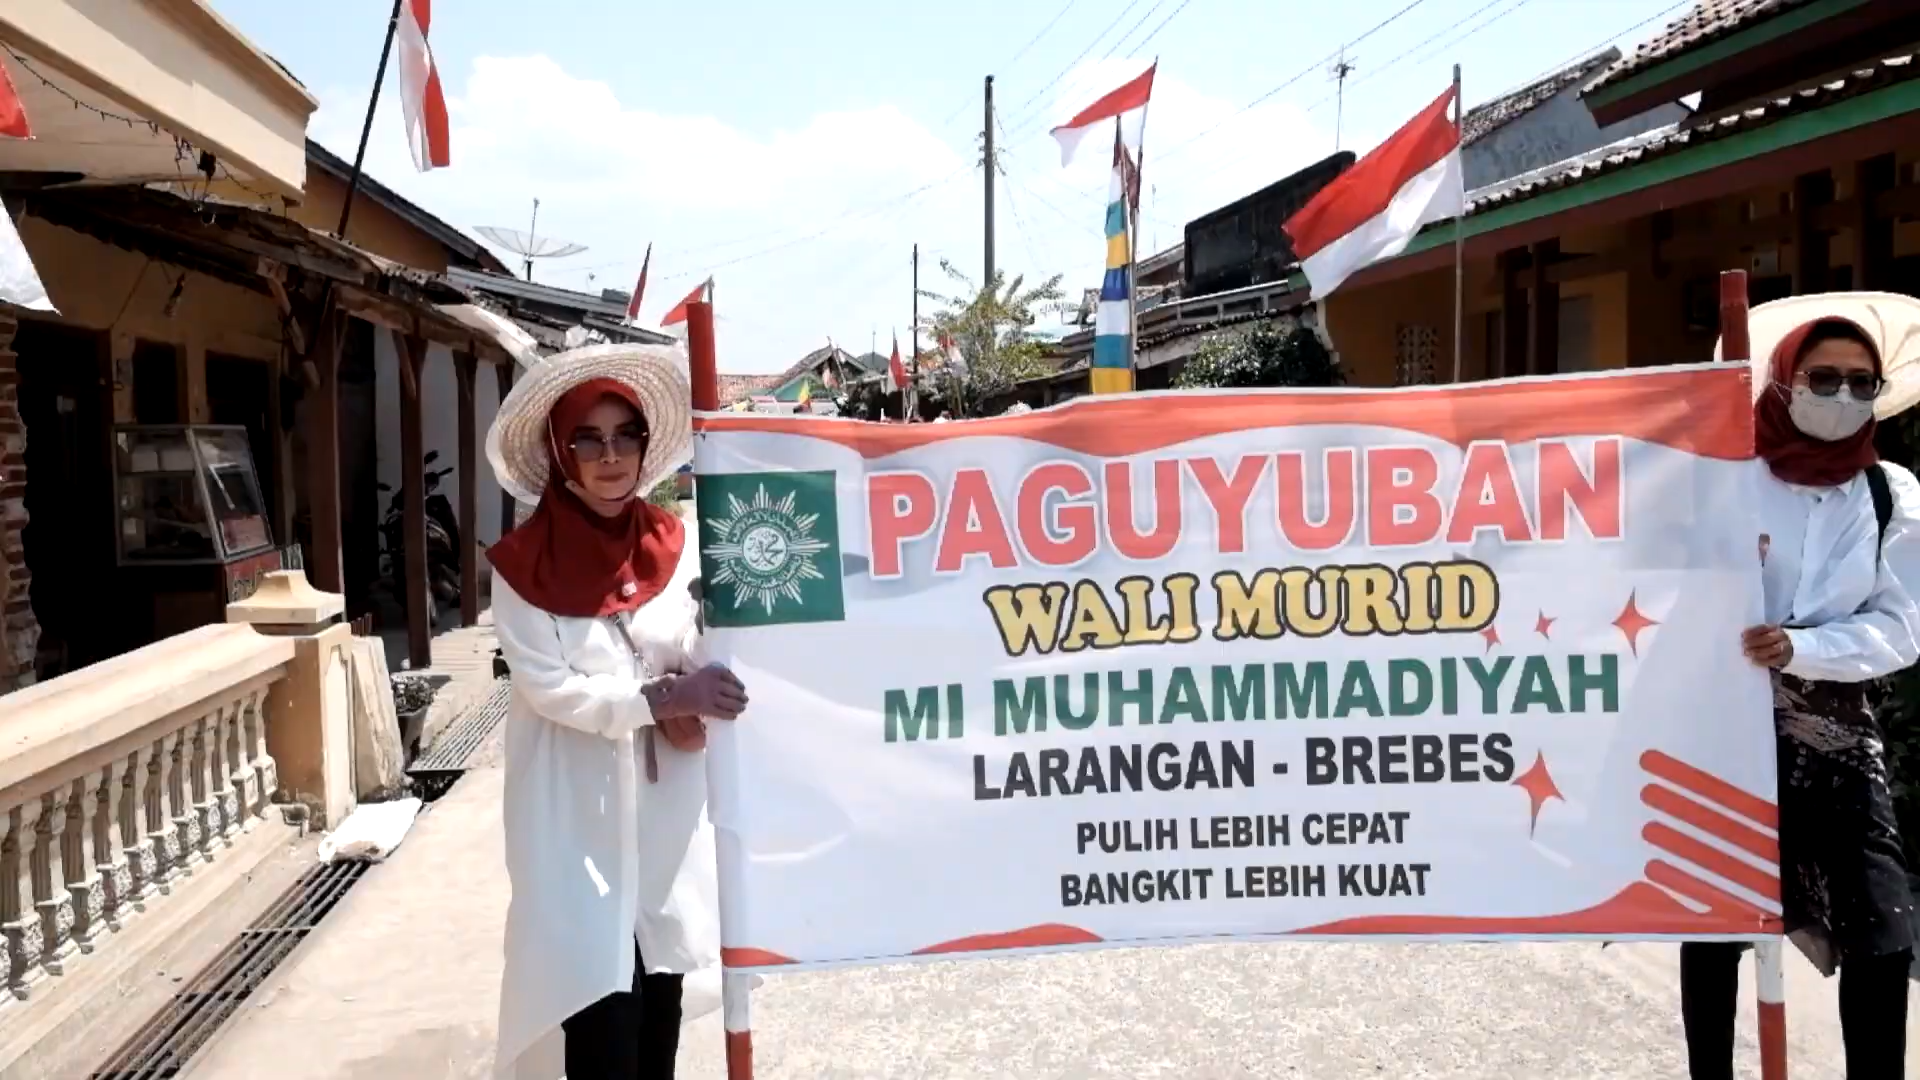 PAGUYUBAN
WALI MURID
MI MUHAMMADIYAH
LARANGAN - BREBES
PULIH LEBIH CEPAT
BANGKIT LEBIH KUAT